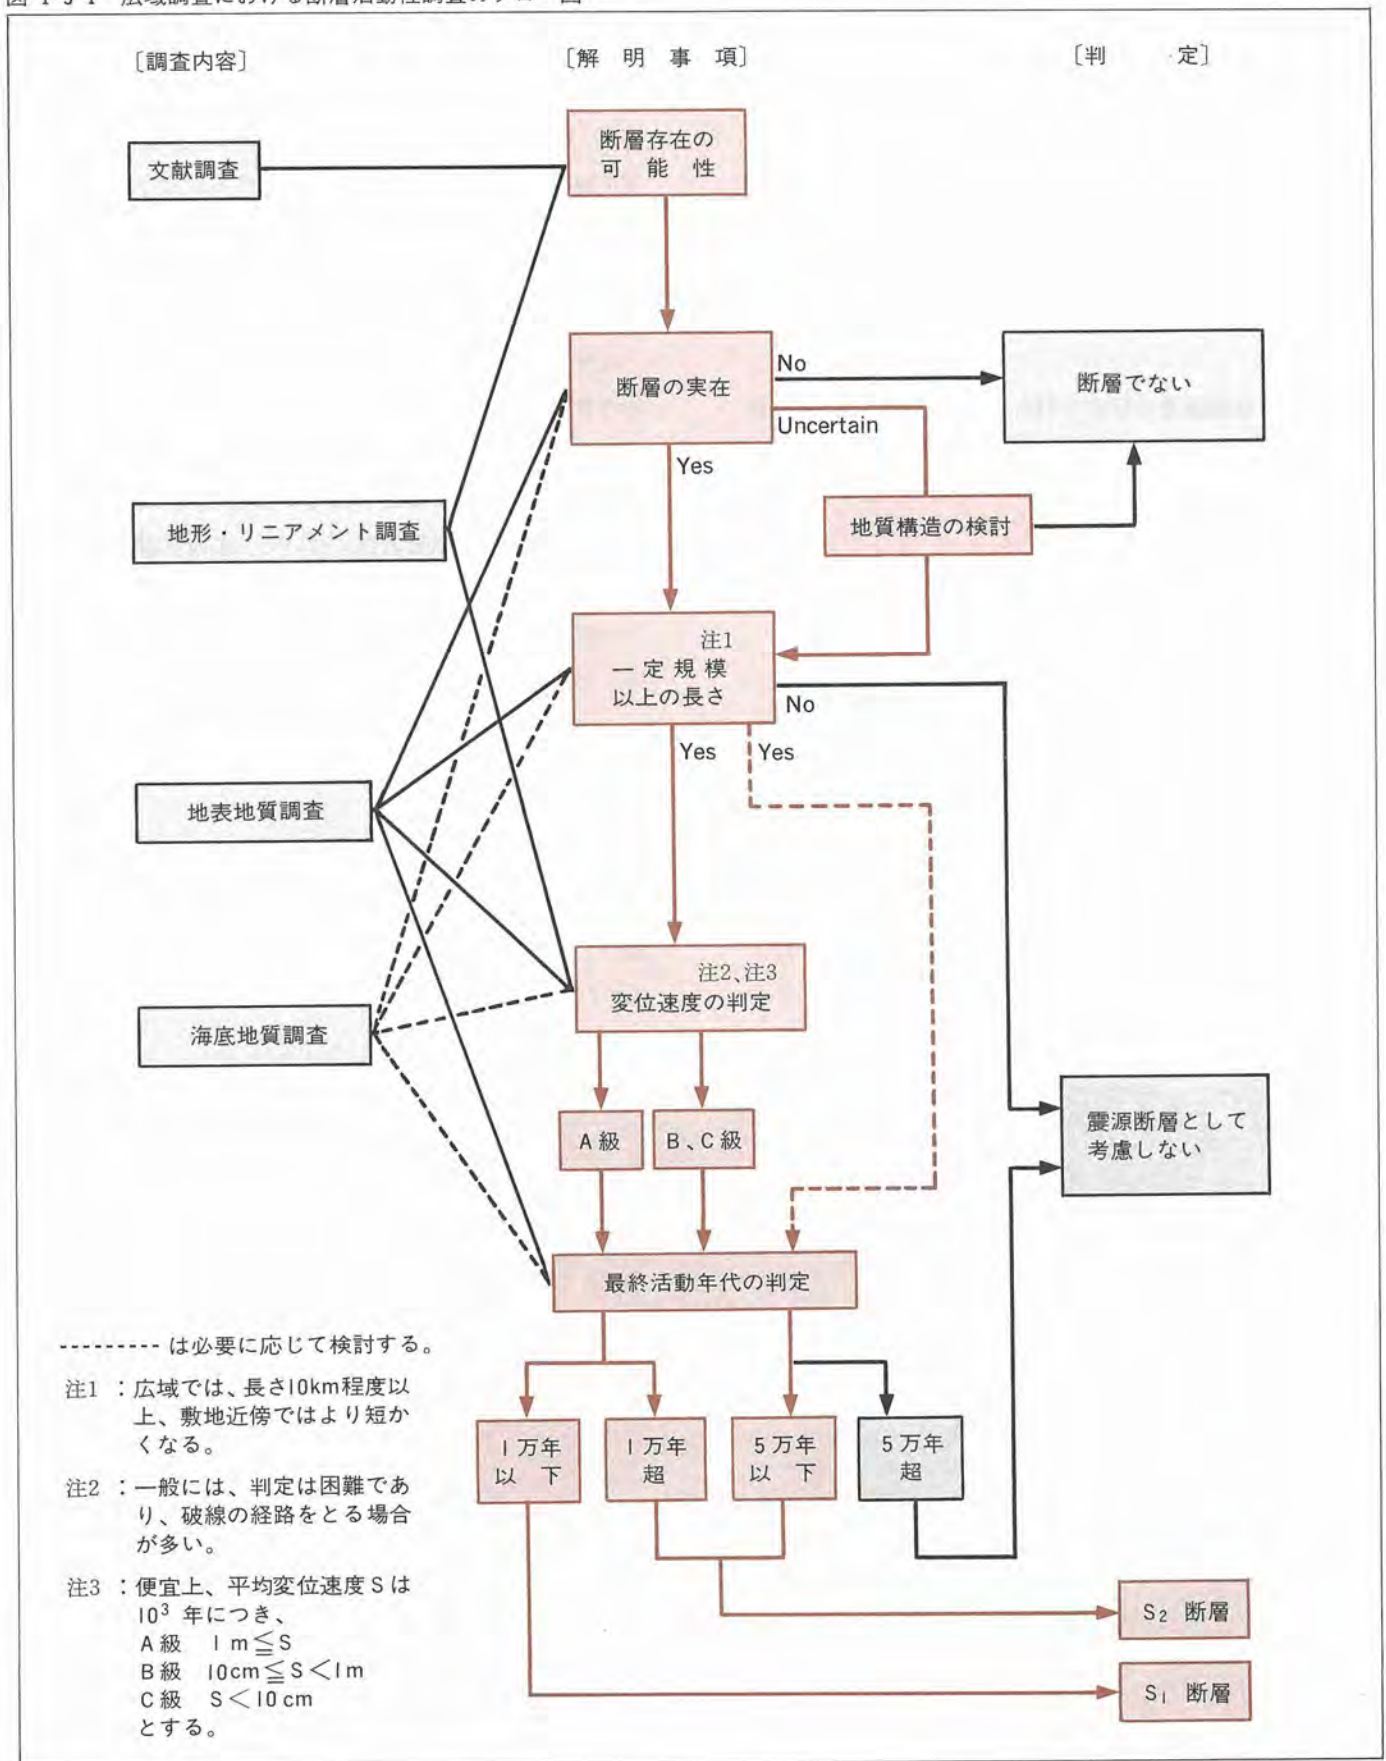 〔調査内容〕
〔解 明 事 項〕
〔判 定〕
断層存在の
可 能 性
文献調査
断層の実在
No
断層でない
Uncertain
Yes
地形・リニアメント調査
地質構造の検討
注1
一 定 規 模
以上の長さ
No
Yes
Yes
地表地質調査
注2、注3
変位速度の判定
海底地質調査
A級
B、C級
震源断層として
考慮しない
最終活動年代の判定
--------- は必要に応じて検討する。
注1 :広域では、長さ10km程度以
上、敷地近傍ではより短か
くなる。
注2 :一般には、判定は困難であ
り、破線の経路をとる場合
が多い。
注3 :便宜上、平均変位速度Sは
10³ 年につき、
A級 1m≦S
B級 10cm≦S<1m
C級 S<10cm
とする。
1万年
以 下
1万年
超
5万年
以 下
5万年
超
S₂ 断層
S₁ 断層